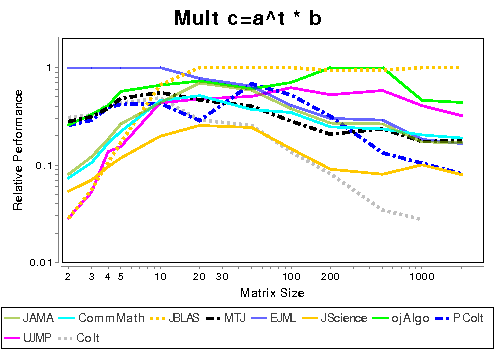 Mult c=a^t * b
Relative Performance
1
0.1
0.01
2 3 4 5 10 20 30 100 200 1000
Matrix Size
JAMA CommMath JBLAS MTJ EJML JScience ojAlgo PColt
UJMP Colt